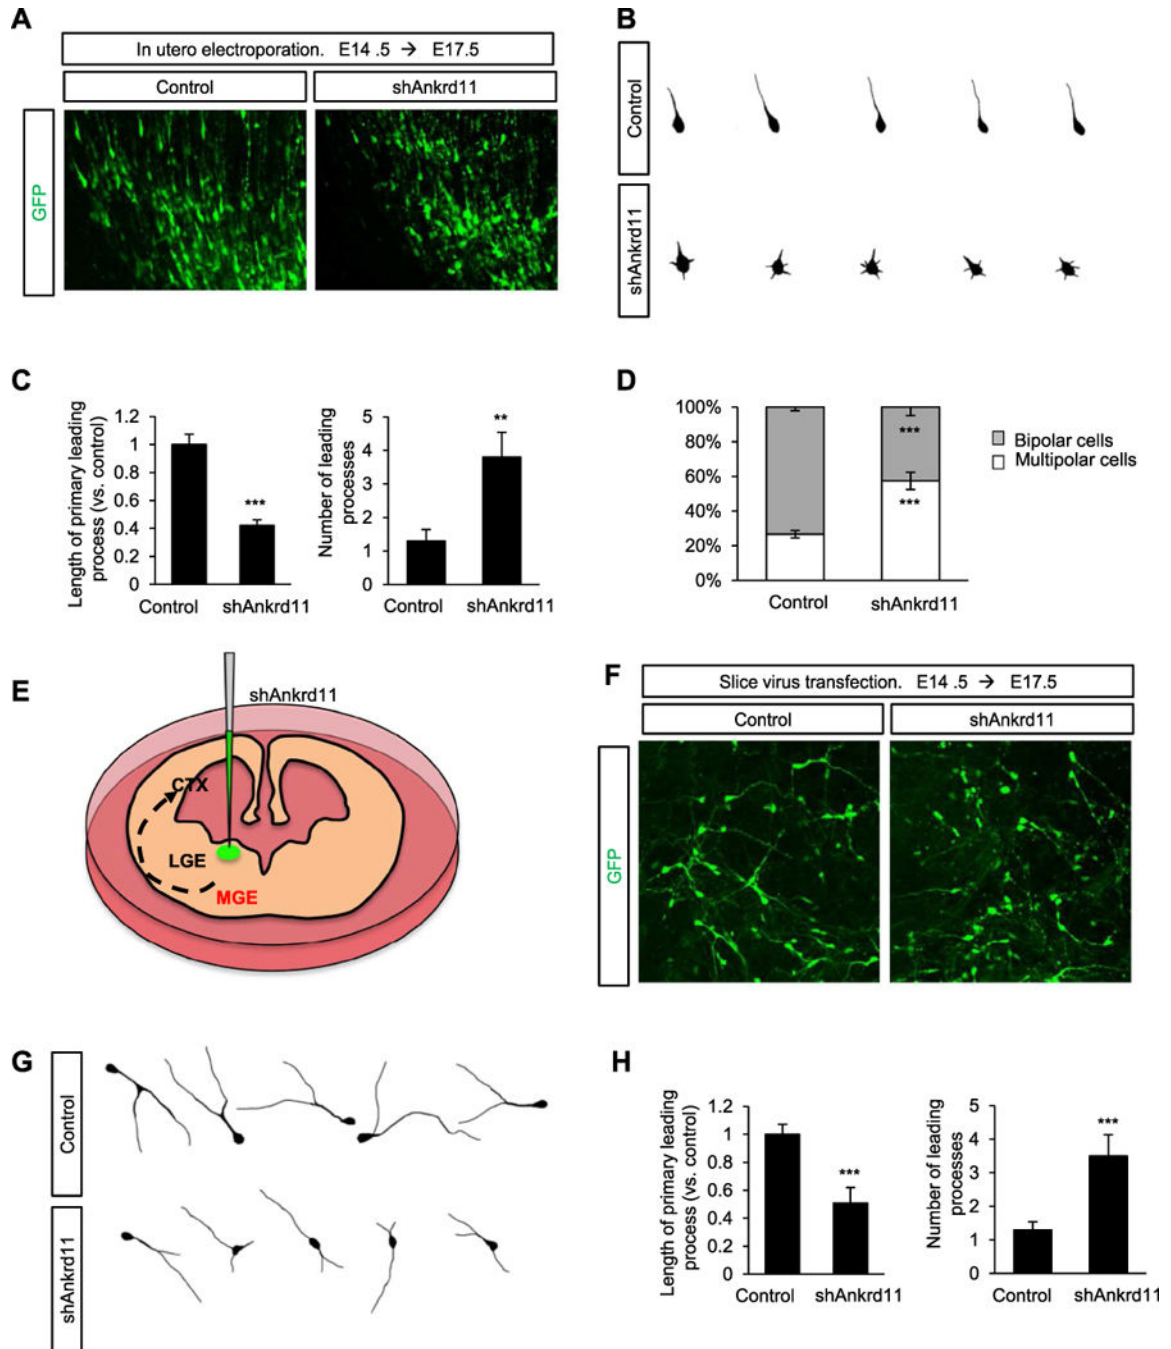 A
In utero electroporation. E14 .5 → E17.5
Control
shAnkrd11
GFP
B
Control
shAnkrd11
C
Length of primary leading
process (vs. control)
1.2
1
0.8
0.6
0.4
0.2
0
***
Control
shAnkrd11
Number of leading
processes
5
4
3
2
1
0
**
Control
shAnkrd11
D
100%
80%
60%
40%
20%
0%
***
***
Control
shAnkrd11
Bipolar cells
Multipolar cells
E
shAnkrd11
CTX
LGE
MGE
F
Slice virus transfection. E14 .5 → E17.5
Control
shAnkrd11
GFP
G
Control
shAnkrd11
H
Length of primary leading
process (vs. control)
1.2
1
0.8
0.6
0.4
0.2
0
***
Control
shAnkrd11
Number of leading
processes
5
4
3
2
1
0
***
Control
shAnkrd11